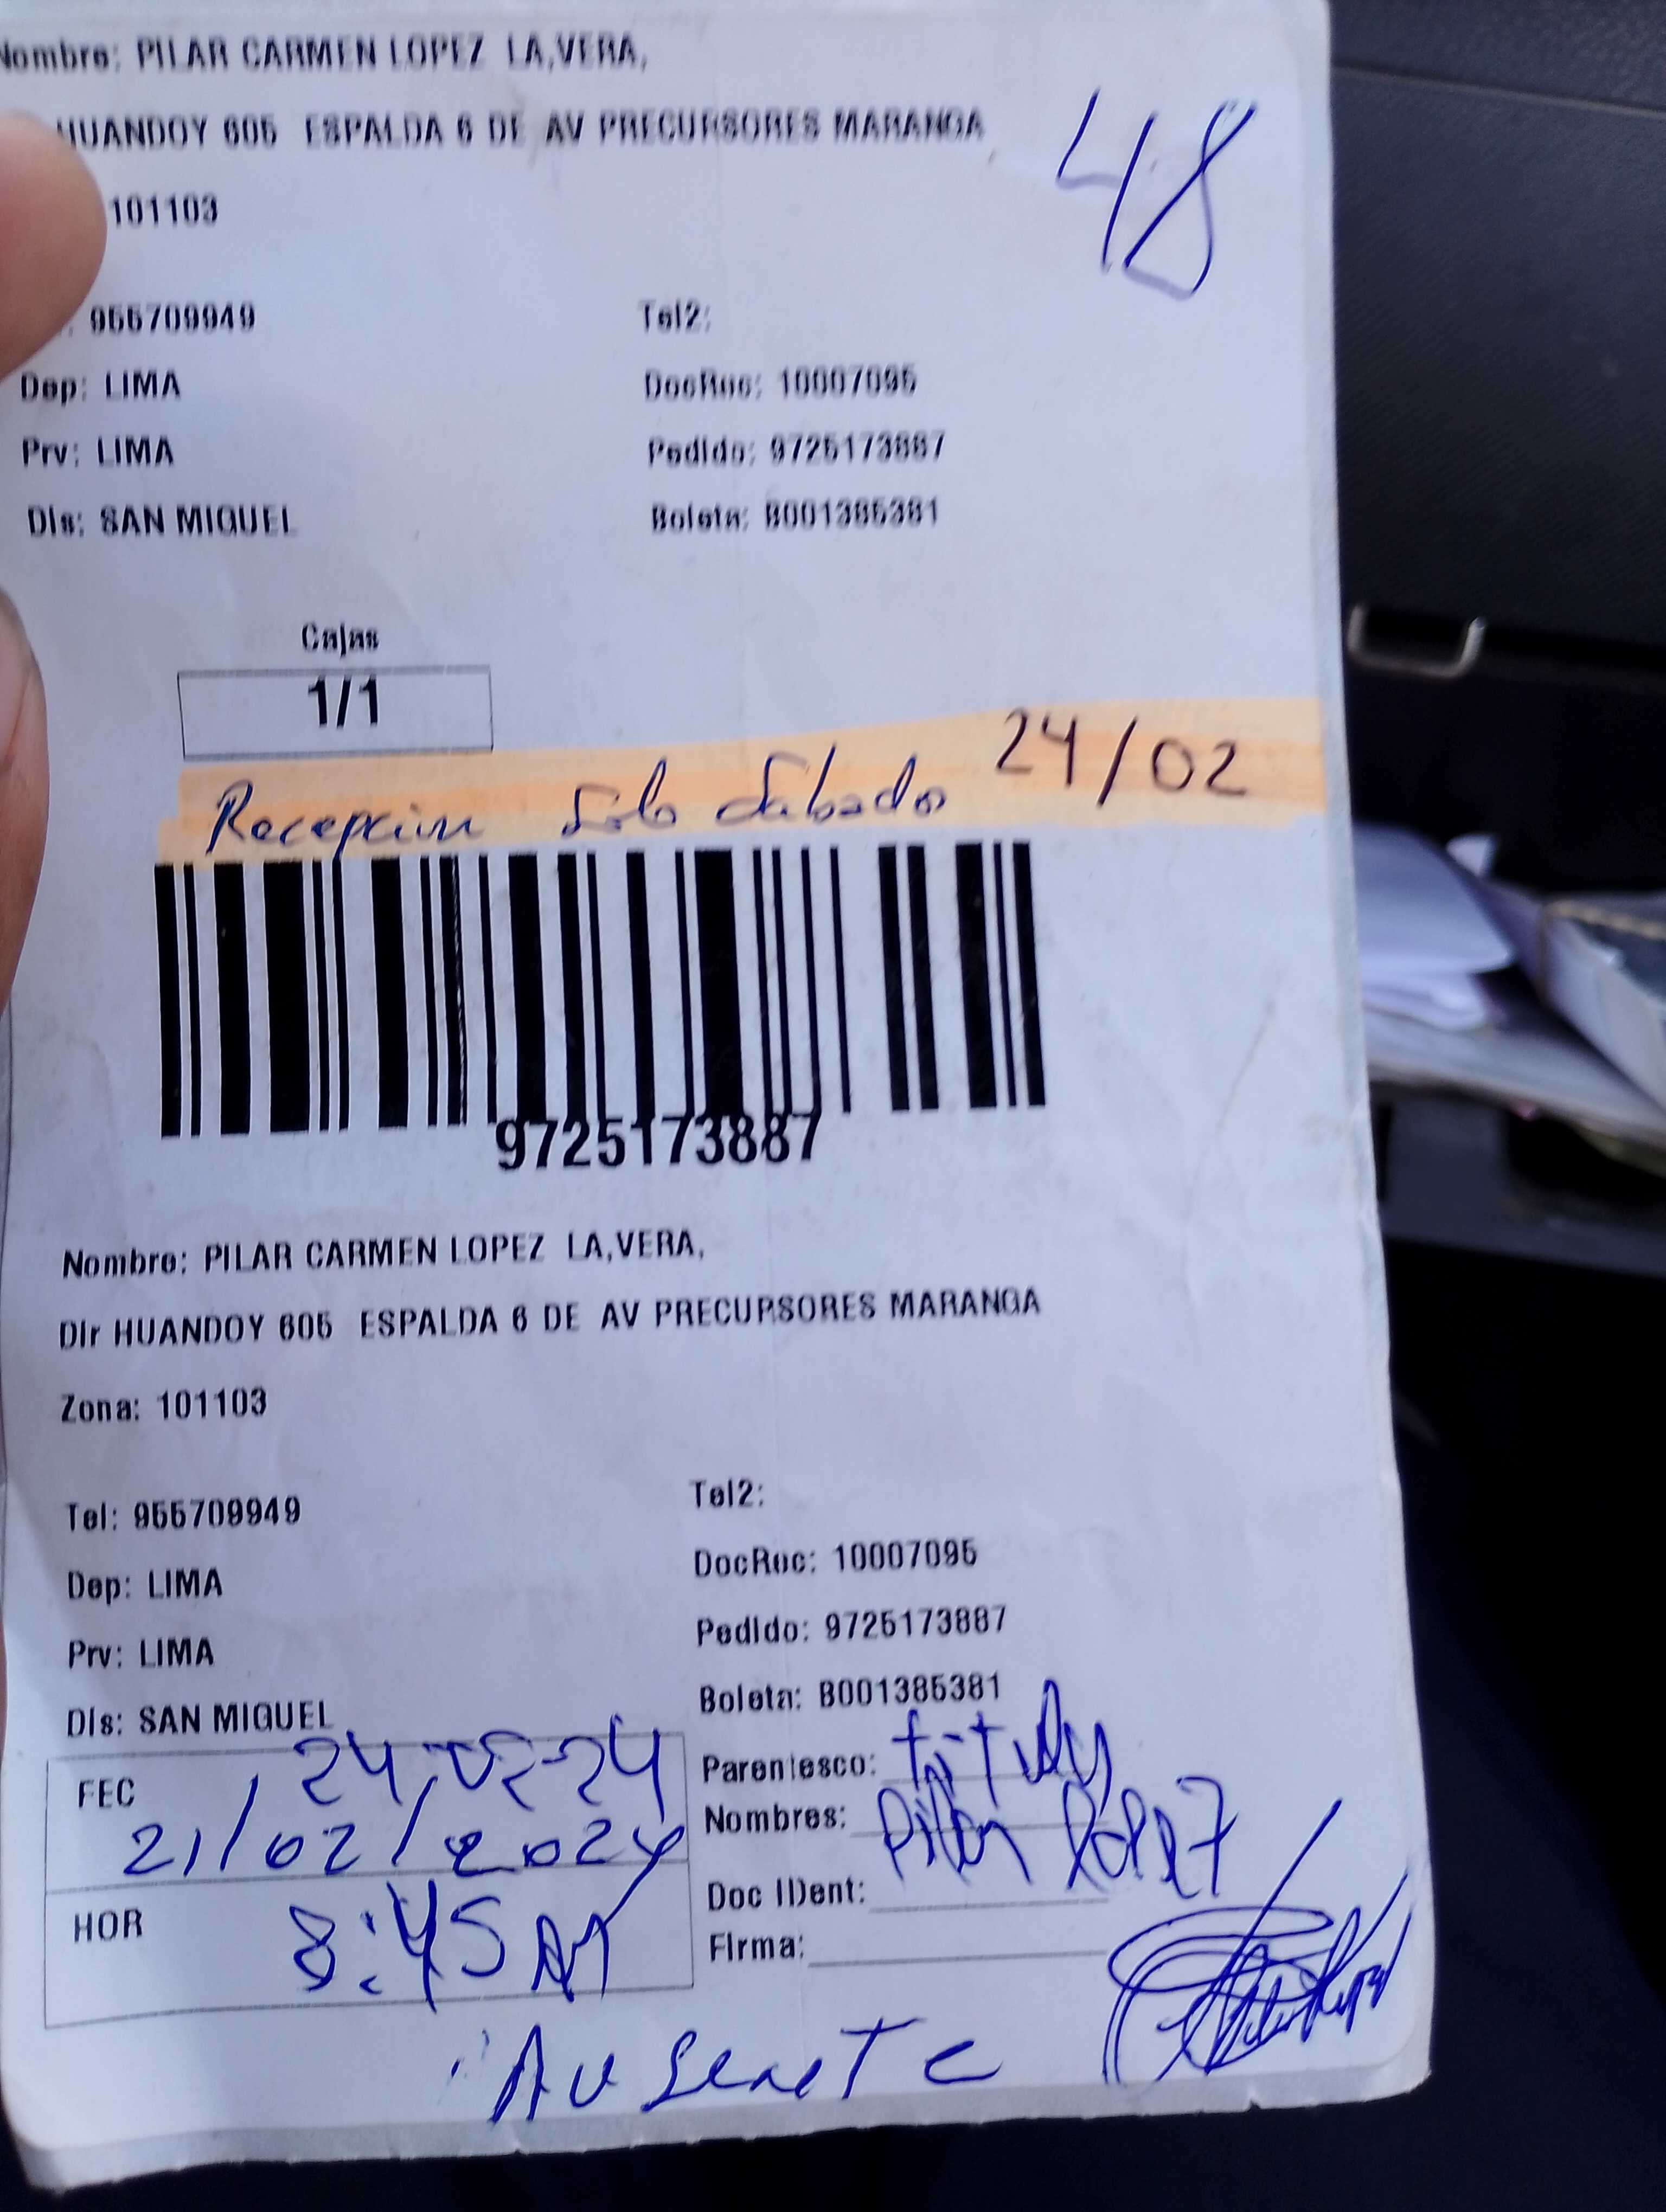 Nombre: PILAR CARMEN LOPEZ LA,VERA,
HUANDOY 605 ESPALDA 6 DE AV PRECURSORES MARANGA
48
101103
955709949 Tel2:
Dep: LIMA DocRuc: 10007095
Prv: LIMA Pedido: 9725173887
Dis: SAN MIGUEL Boleta: B001385381
Cajas
1/1
Recepcion Solo Sabado 24/02
9725173887
Nombre: PILAR CARMEN LOPEZ LA,VERA,
Dir HUANDOY 605 ESPALDA 6 DE AV PRECURSORES MARANGA
Zona: 101103
Tel: 955709949 Tel2:
Dep: LIMA DocRuc: 10007095
Prv: LIMA Pedido: 9725173887
Dis: SAN MIGUEL Boleta: B001385381
FEC 24-02-24 Parentesco: titular
21/02/2024 Nombres: Pilar López
HOR 8:45 AM Doc IDent:
Firma:
Ausente